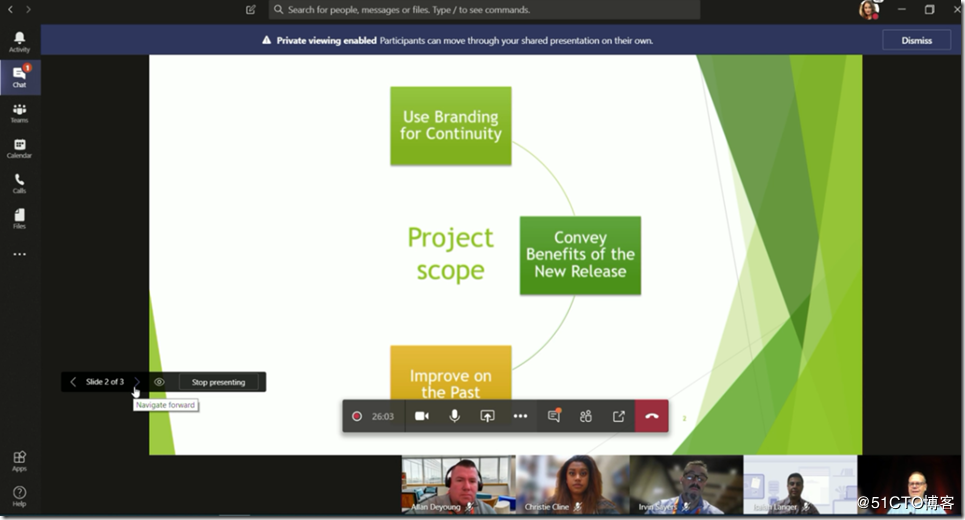 Search for people, messages or files. Type / to see commands.
Private viewing enabled Participants can move through your shared presentation on their own.
Dismiss
Activity
1
Chat
Teams
Calendar
Calls
Files
Use Branding
for Continuity
Project
scope
Convey
Benefits of the
New Release
Improve on
the Past
Slide 2 of 3
Stop presenting
Navigate forward
26:03
2
Apps
Help
Allan Deyoung
Christie Cline
Irvin Sayers
Langer
@51CTO博客